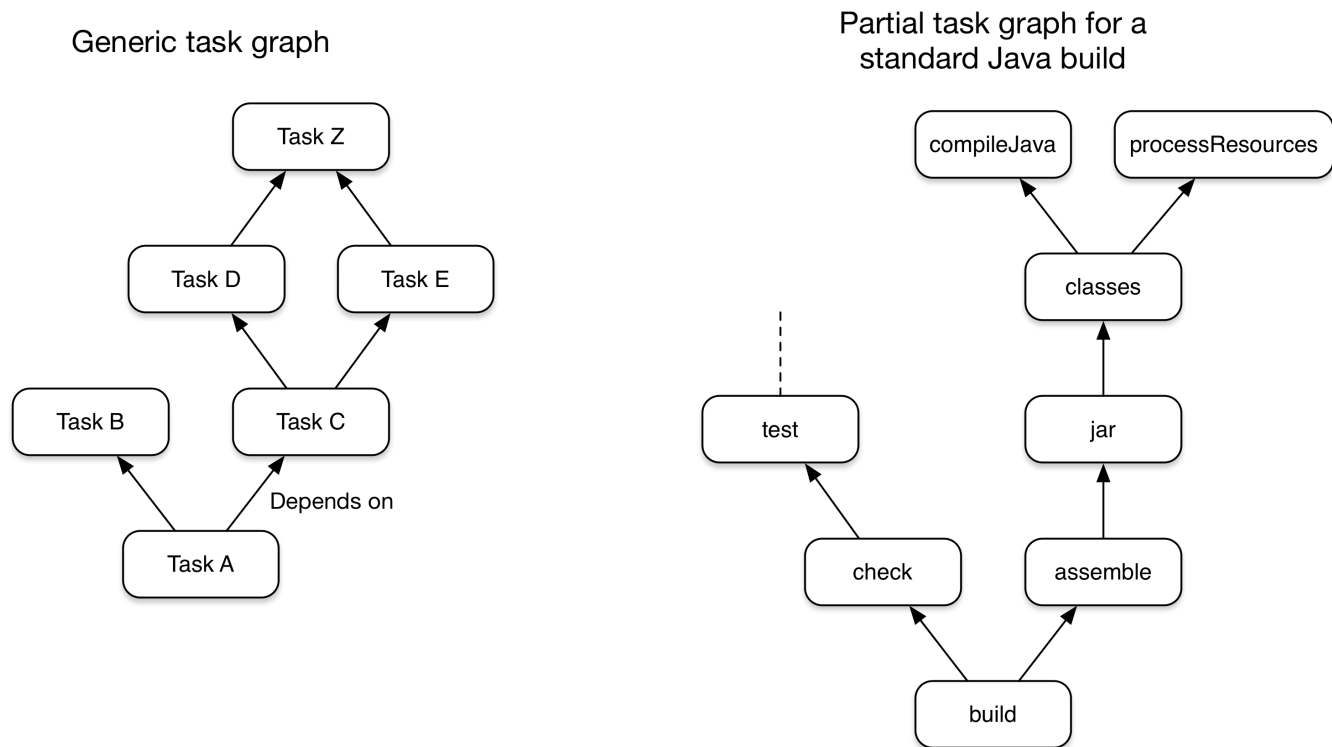 Generic task graph
Task Z
Task D
Task E
Task B
Task C
Depends on
Task A
Partial task graph for a
standard Java build
compileJava
processResources
classes
test
jar
check
assemble
build